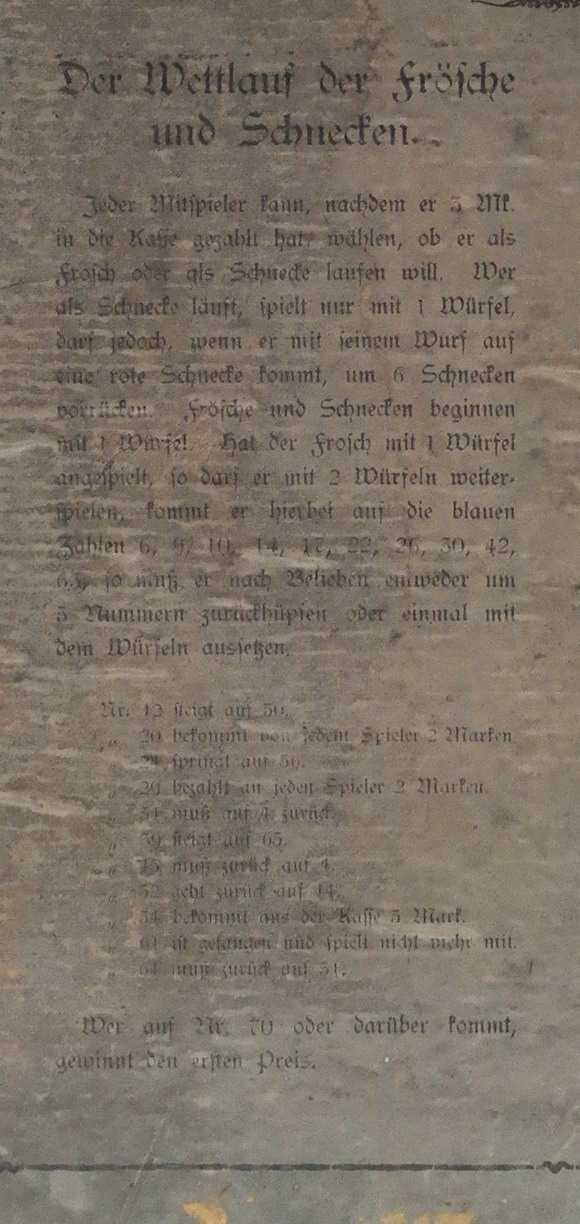 Der Wettlauf der Frösche
und Schnecken.
Jeder Mitspieler kann, nachdem er 3 Mk.
in die Kasse gezahlt hat, wählen, ob er als
Frosch oder als Schnecke laufen will. Wer
als Schnecke läuft, spielt nur mit 1 Würfel,
darf jedoch, wenn er mit seinem Wurf auf
eine rote Schnecke kommt, um 6 Schnecken
vorrücken. Frösche und Schnecken beginnen
mit 1 Würfel. Hat der Frosch mit 1 Würfel
angespielt, so darf er mit 2 Würfeln weiter-
spielen, kommt er hierbei auf die blauen
Zahlen 6, 9, 10, 14, 17, 22, 26, 30, 42,
so muß er nach Belieben entweder um
5 Nummern zurückhüpfen oder einmal mit
dem Würfeln aussetzen.
Nr. 12 steigt auf 50.
„ 20 bekommt von jedem Spieler 2 Marken
„ springt auf
„ 29 bezahlt an jeden Spieler 2 Marken.
„ muß auf 4 zurück.
„ 39 steigt auf 65.
„ 45 muß zurück auf 4.
„ 52 geht zurück auf 14.
„ 54 bekommt aus der Kasse 5 Mark.
„ 61 ist gefangen und spielt nicht mehr mit.
„ 64 muß zurück auf
Wer auf Nr. 70 oder darüber kommt,
gewinnt den ersten Preis.